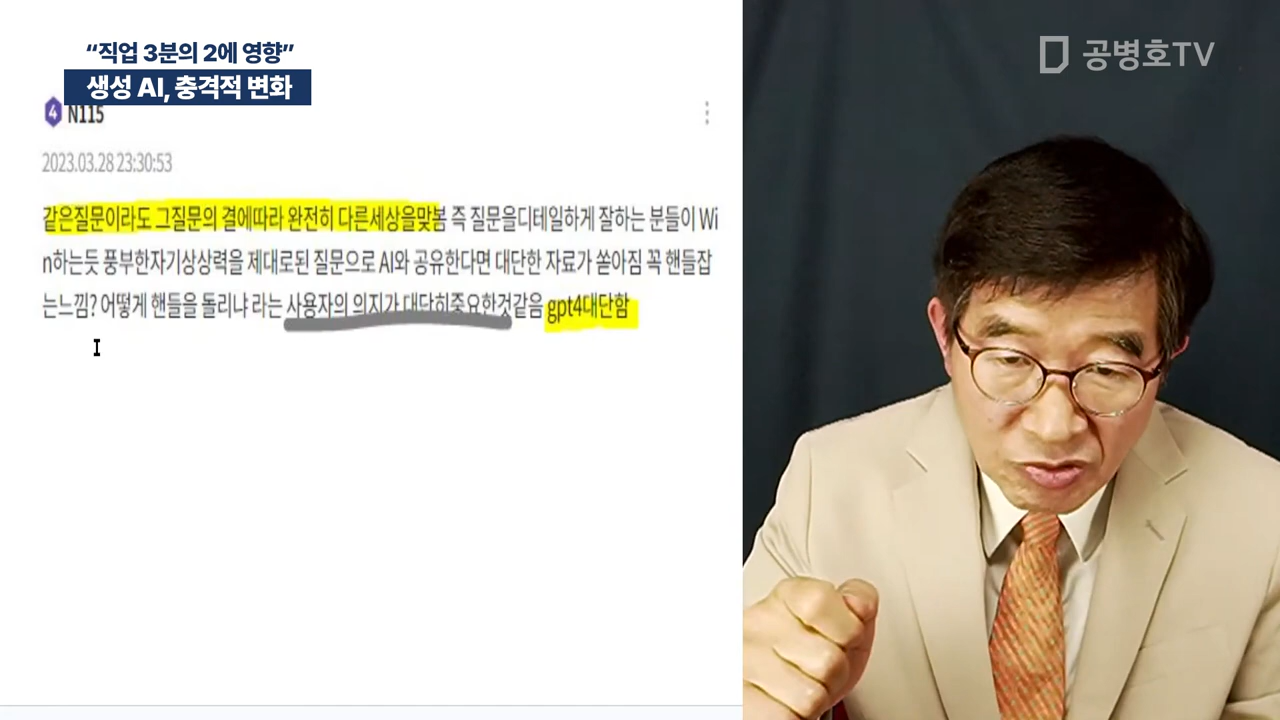 “직업 3분의 2에 영향”
생성 AI, 충격적 변화
공병호TV
4 N115
2023.03.28 23:30:53
같은질문이라도 그질문의 결에따라 완전히 다른세상을맞봄 즉 질문을디테일하게 잘하는 분들이 Wi
n하는듯 풍부한자기상상력을 제대로된 질문으로 AI와 공유한다면 대단한 자료가 쏟아짐 꼭 핸들잡
는느낌? 어떻게 핸들을 돌리냐 라는 사용자의 의지가 대단히중요한것같음 gpt4대단함